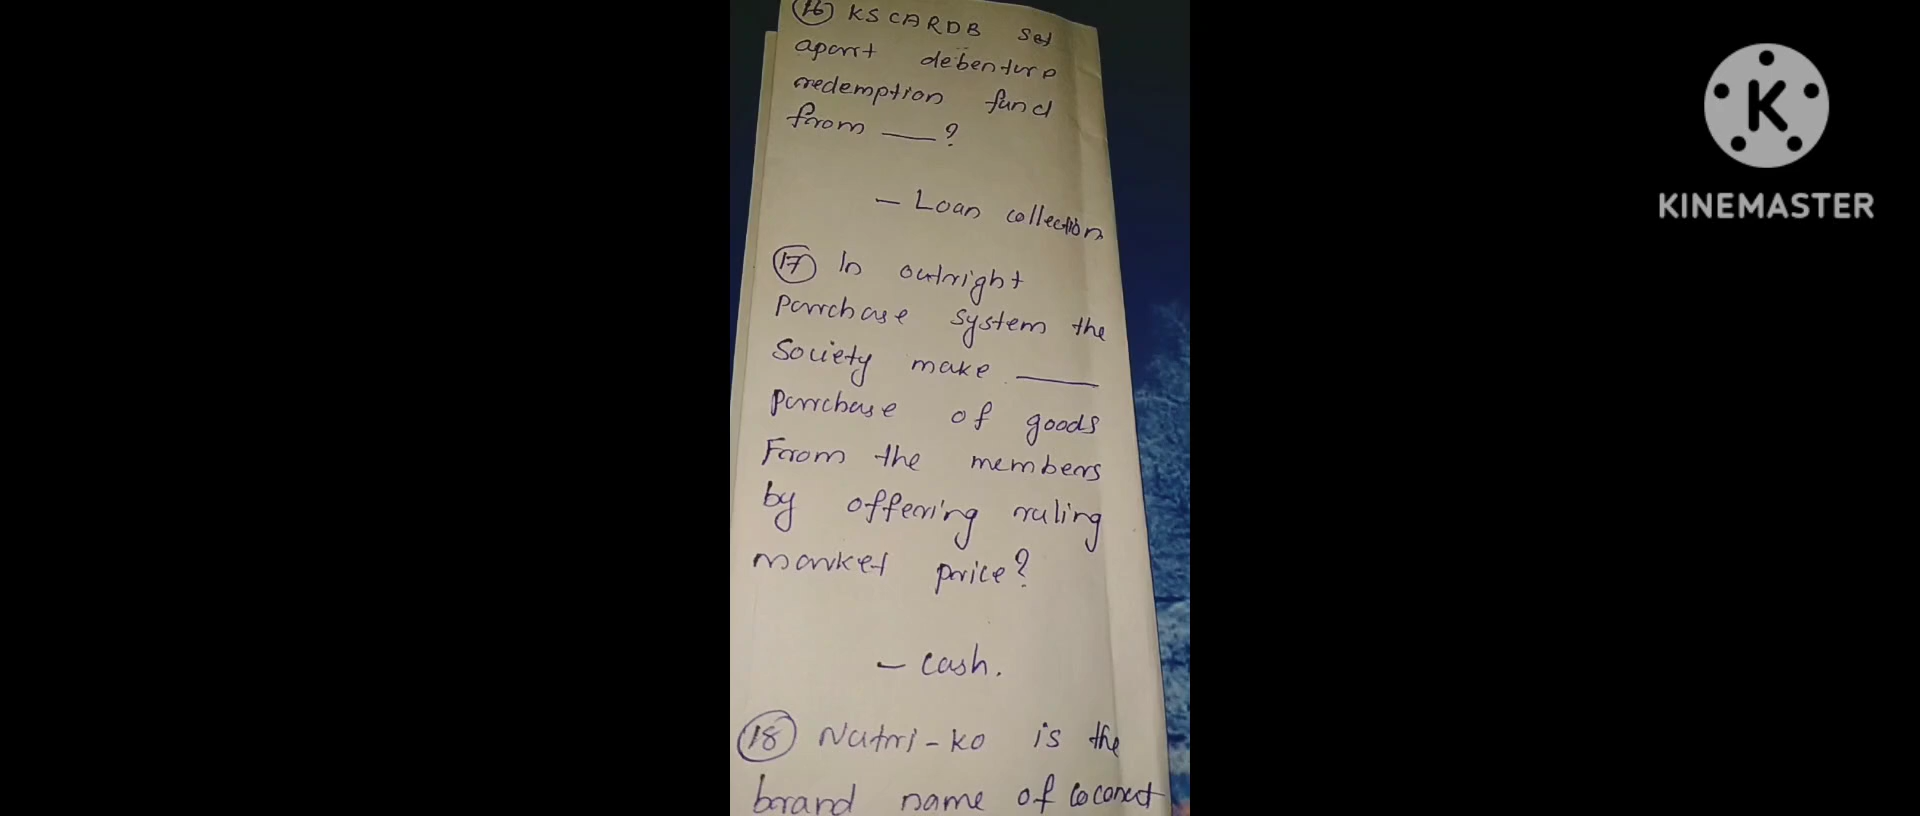 16 KSCARDB set
apart debenture
redemption fund
from ___?
- Loan collection
17 In outright
purchase system the
Society make ___
purchase of goods
From the members
by offering ruling
market price?
- cash.
18 Nutri-ko is the
brand name of coconut
KINEMASTER